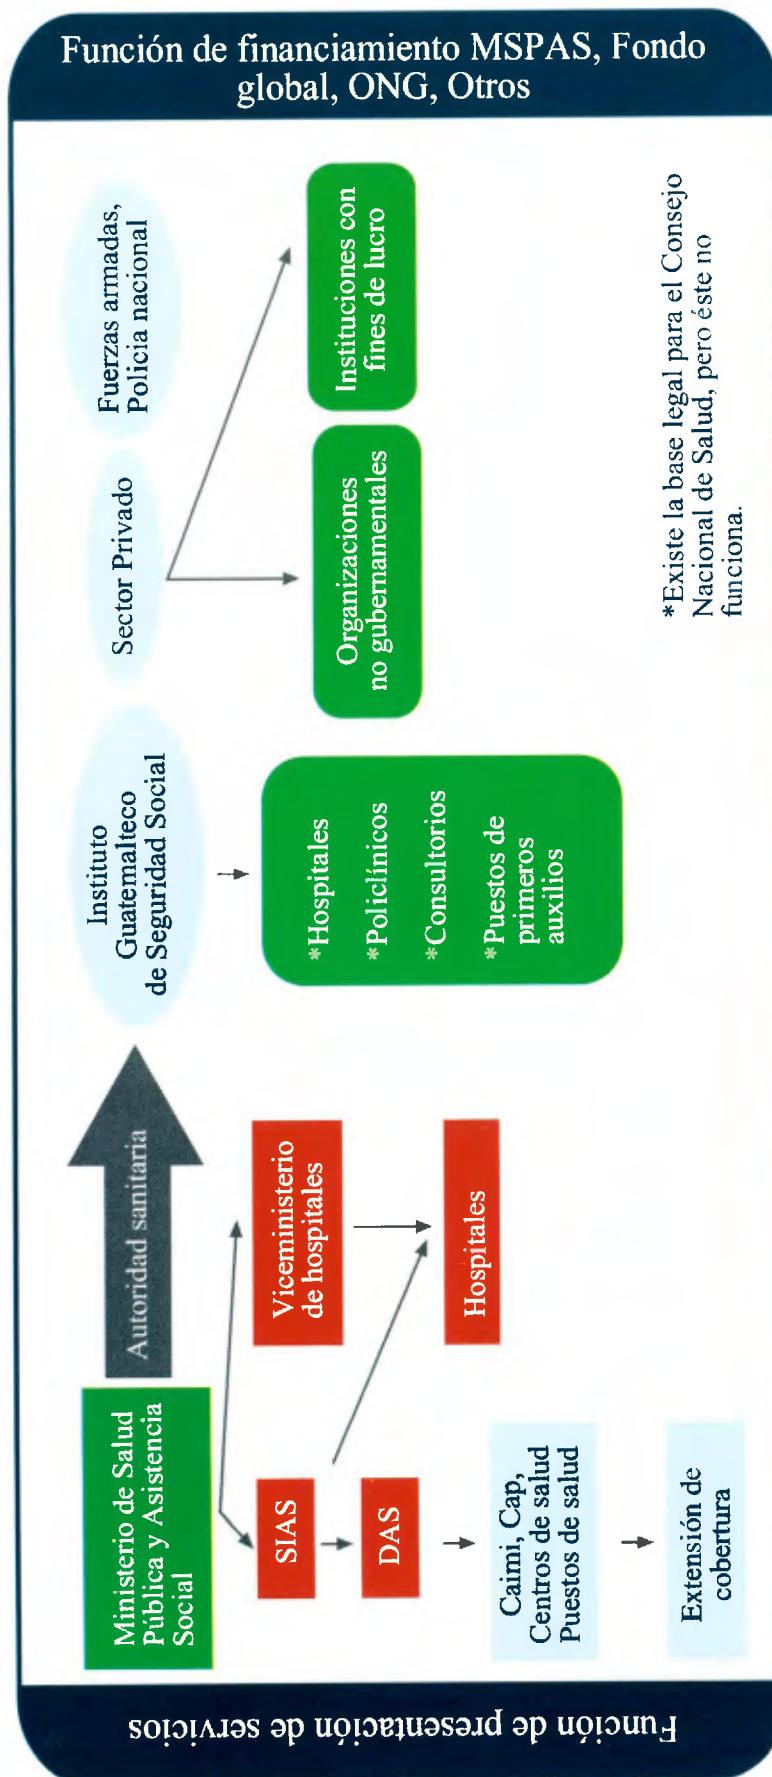 Función de financiamiento MSPAS, Fondo
global, ONG, Otros
Ministerio de Salud
Pública y Asistencia
Social
Autoridad sanitaria
Instituto
Guatemalteco
de Seguridad Social
Sector Privado
Fuerzas armadas,
Policia nacional
SIAS
Viceministerio
de hospitales
DAS
Hospitales
Caimi, Cap,
Centros de salud
Puestos de salud
Extensión de
cobertura
*Hospitales
*Policlínicos
*Consultorios
*Puestos de
primeros
auxilios
Organizaciones
no gubernamentales
Instituciones con
fines de lucro
*Existe la base legal para el Consejo
Nacional de Salud, pero éste no
funciona.
Función de presentación de servicios